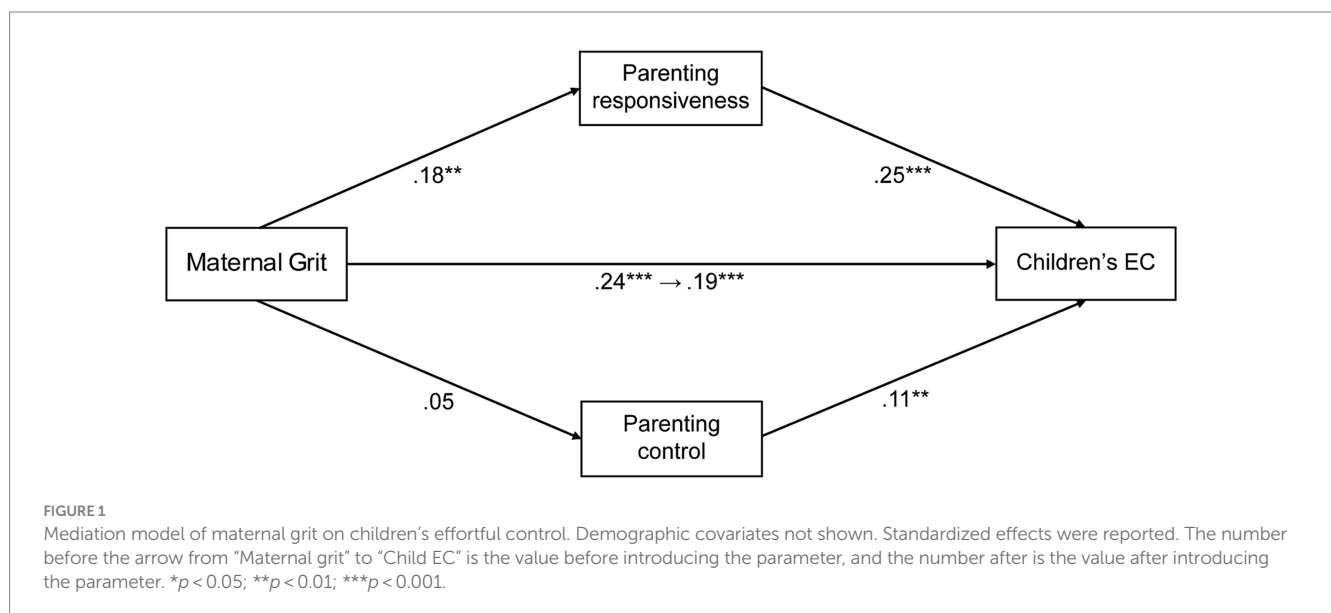 Parenting
responsiveness
.18**
.25***
Maternal Grit
Children’s EC
.24*** → .19***
.05
.11**
Parenting
control
FIGURE 1
Mediation model of maternal grit on children’s effortful control. Demographic covariates not shown. Standardized effects were reported. The number
before the arrow from “Maternal grit” to “Child EC” is the value before introducing the parameter, and the number after is the value after introducing
the parameter. *p < 0.05; **p < 0.01; ***p < 0.001.